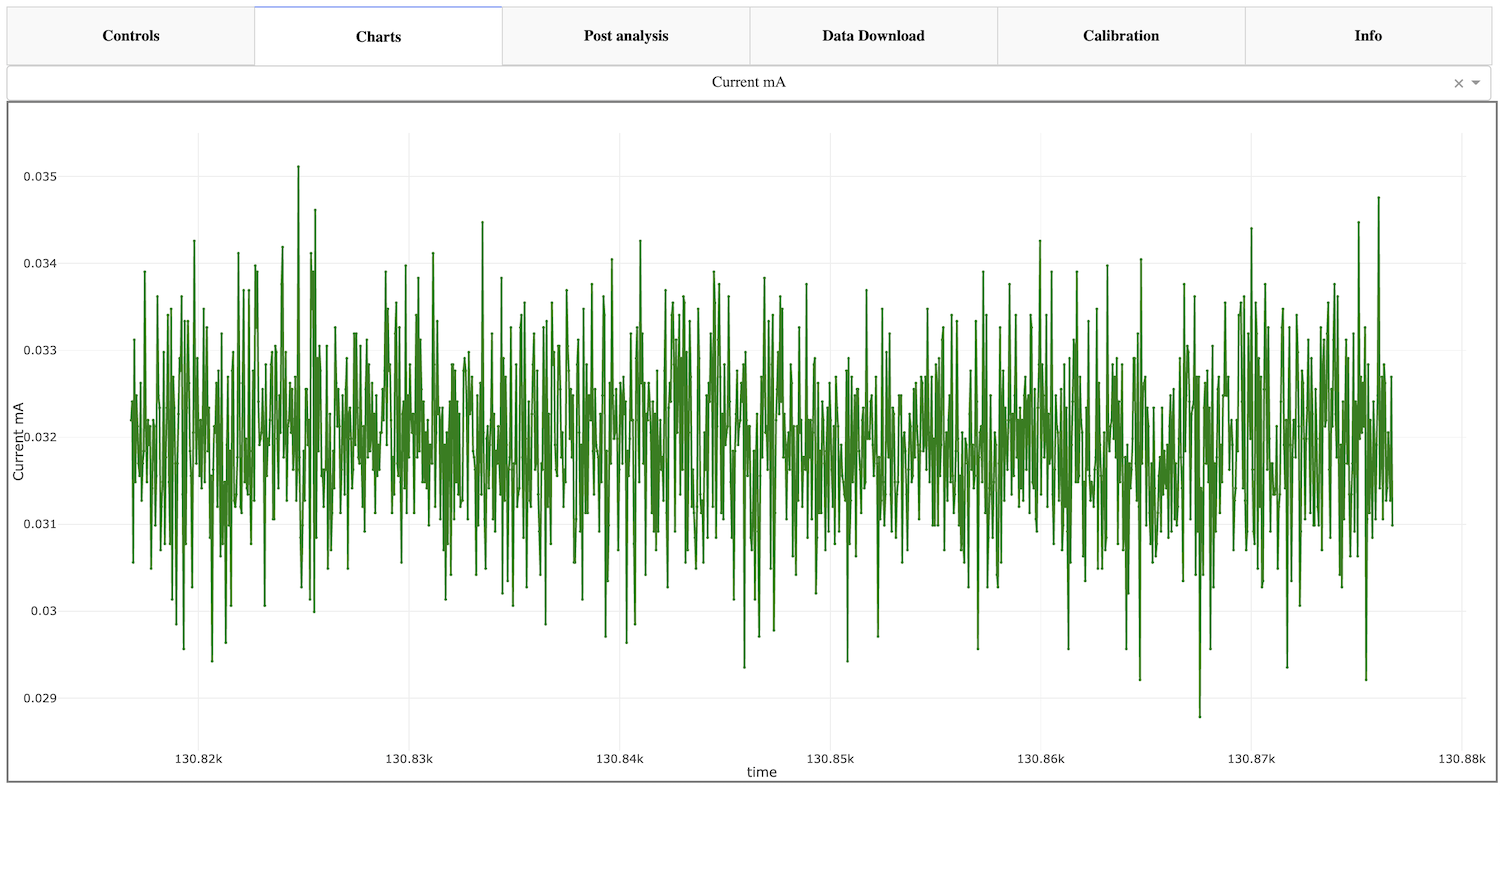 Controls Charts Post analysis Data Download Calibration Info
Current mA
0.035
0.034
0.033
0.032
0.031
0.03
0.029
Current mA
130.82k 130.83k 130.84k 130.85k 130.86k 130.87k 130.88k
time